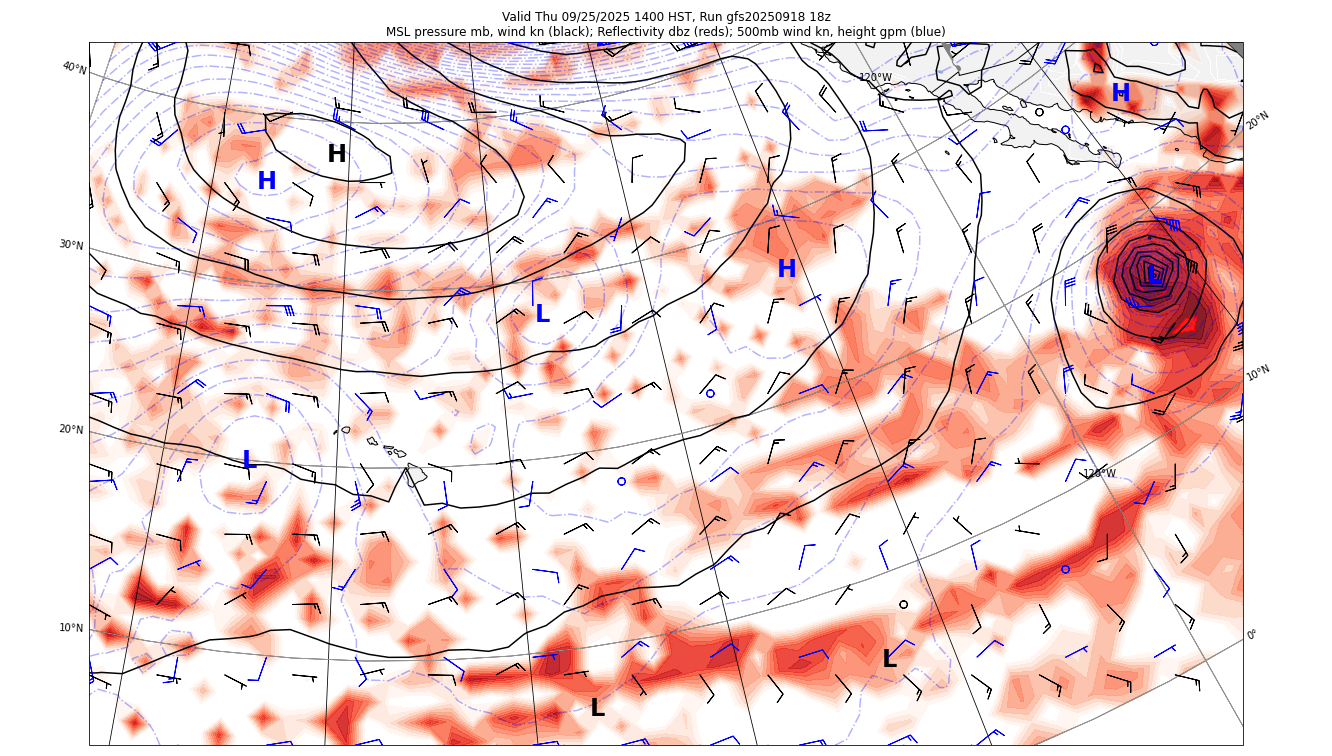 Valid Thu 09/25/2025 1400 HST, Run gfs20250918 18z
MSL pressure mb, wind kn (black); Reflectivity dbz (reds); 500mb wind kn, height gpm (blue)
40°N
120°W
H
20°N
H
H
30°N
H
L
L
10°N
20°N
L
120°W
10°N
0°
L
L